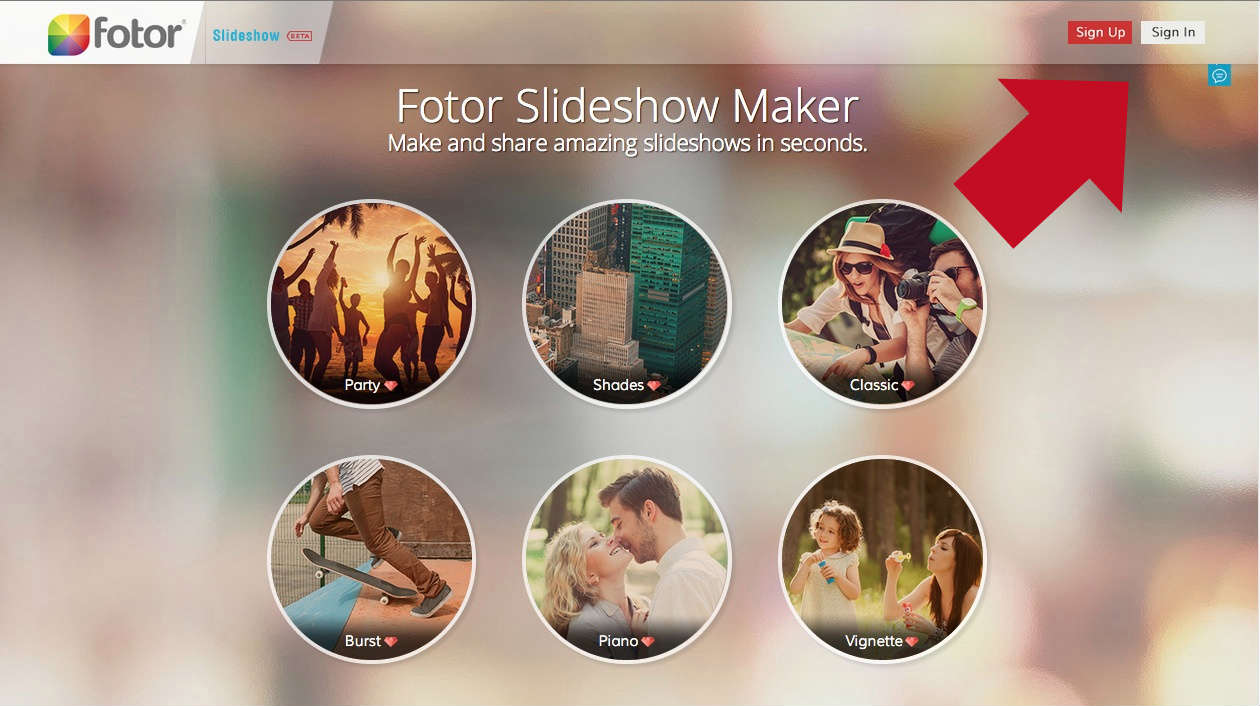 fotor®
Slideshow BETA
Sign Up
Sign In
Fotor Slideshow Maker
Make and share amazing slideshows in seconds.
Party
Shades
Classic
Burst
Piano
Vignette